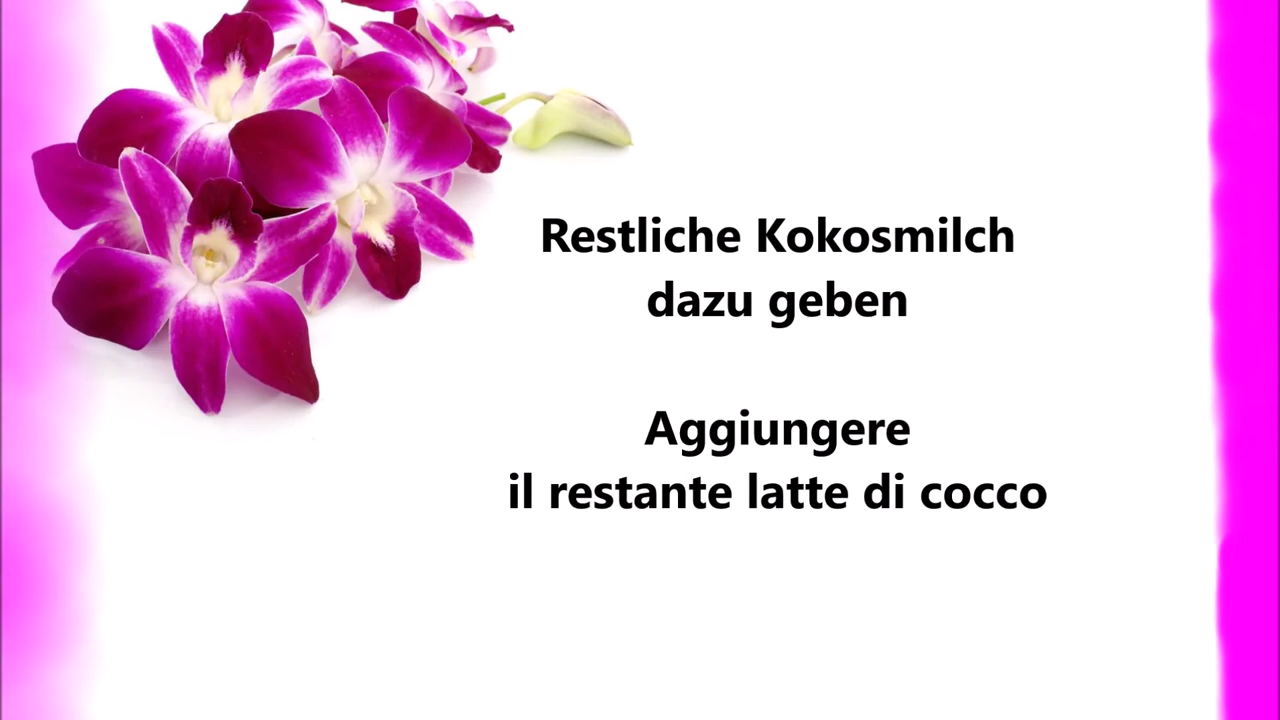 Restliche Kokosmilch
dazu geben
Aggiungere
il restante latte di cocco